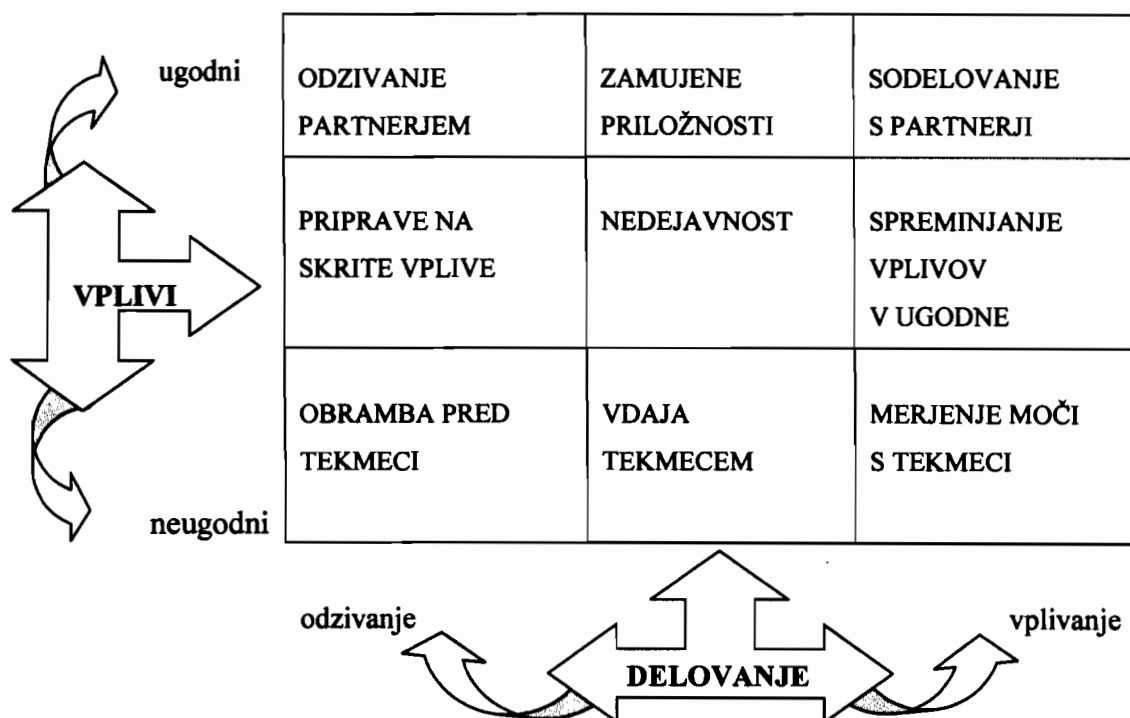 ugodni
ODZIVANJE
PARTNERJEM
ZAMUJENE
PRILOŽNOSTI
SODELOVANJE
S PARTNERJI
VPLIVI
PRIPRAVE NA
SKRITE VPLIVE
NEDEJAVNOST
SPREMINJANJE
VPLIVOV
V UGODNE
neugodni
OBRAMBA PRED
TEKMECI
VDAJA
TEKMECEM
MERJENJE MOČI
S TEKMECI
odzivanje
DELOVANJE
vplivanje